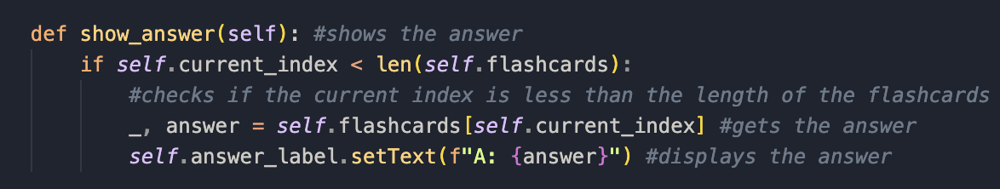 def show_answer(self): #shows the answer
if self.current_index < len(self.flashcards):
#checks if the current index is less than the length of the flashcards
_, answer = self.flashcards[self.current_index] #gets the answer
self.answer_label.setText(f"A: {answer}") #displays the answer